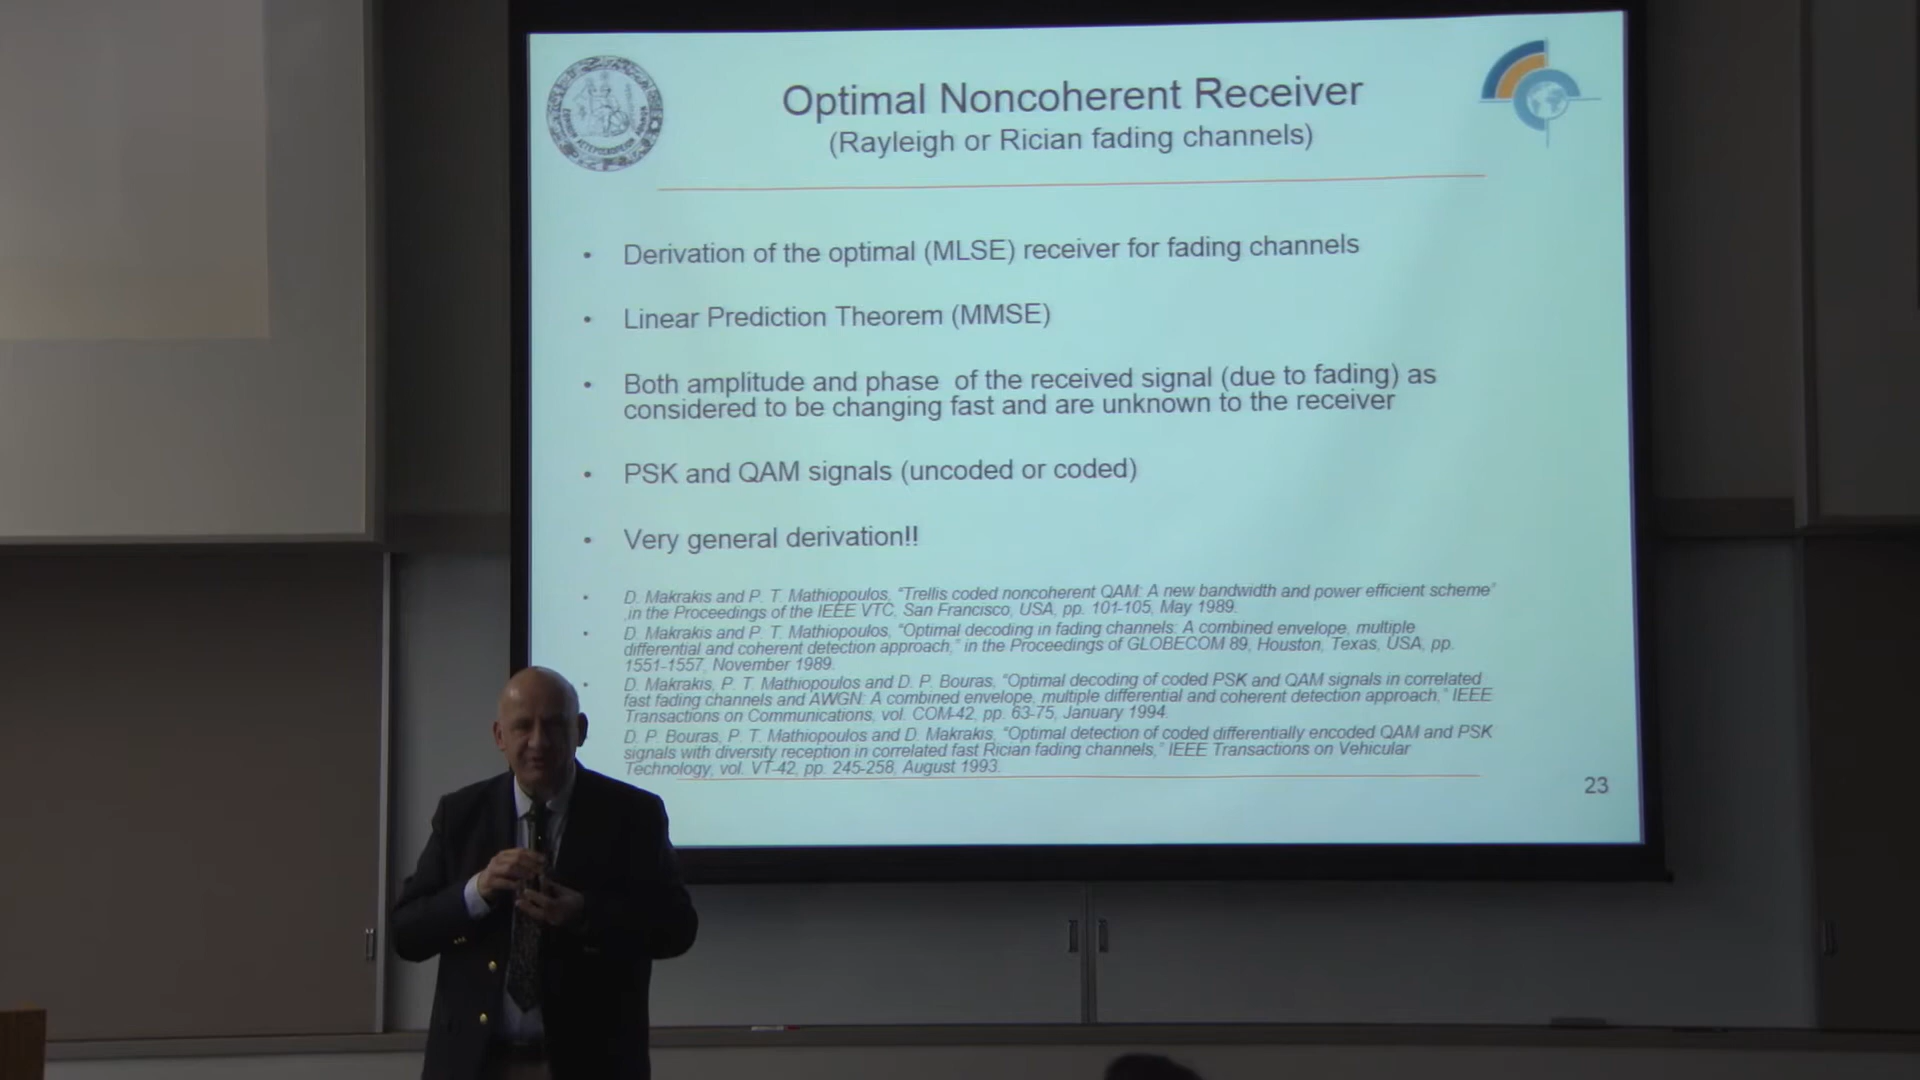 Optimal Noncoherent Receiver
(Rayleigh or Rician fading channels)
• Derivation of the optimal (MLSE) receiver for fading channels
• Linear Prediction Theorem (MMSE)
• Both amplitude and phase of the received signal (due to fading) as
considered to be changing fast and are unknown to the receiver
• PSK and QAM signals (uncoded or coded)
• Very general derivation!!
• D. Makrakis and P. T. Mathiopoulos, “Trellis coded noncoherent QAM: A new bandwidth and power efficient scheme”
,in the Proceedings of the IEEE VTC, San Francisco, USA, pp. 101-105, May 1989.
• D. Makrakis and P. T. Mathiopoulos, “Optimal decoding in fading channels: A combined envelope, multiple
differential and coherent detection approach,” in the Proceedings of GLOBECOM 89, Houston, Texas, USA, pp.
1551-1557, November 1989.
• D. Makrakis, P. T. Mathiopoulos and D. P. Bouras, “Optimal decoding of coded PSK and QAM signals in correlated
fast fading channels and AWGN: A combined envelope, multiple differential and coherent detection approach,” IEEE
Transactions on Communications, vol. COM-42, pp. 63-75, January 1994.
D. P. Bouras, P. T. Mathiopoulos and D. Makrakis, “Optimal detection of coded differentially encoded QAM and PSK
signals with diversity reception in correlated fast Rician fading channels,” IEEE Transactions on Vehicular
Technology, vol. VT-42, pp. 245-258, August 1993.
23